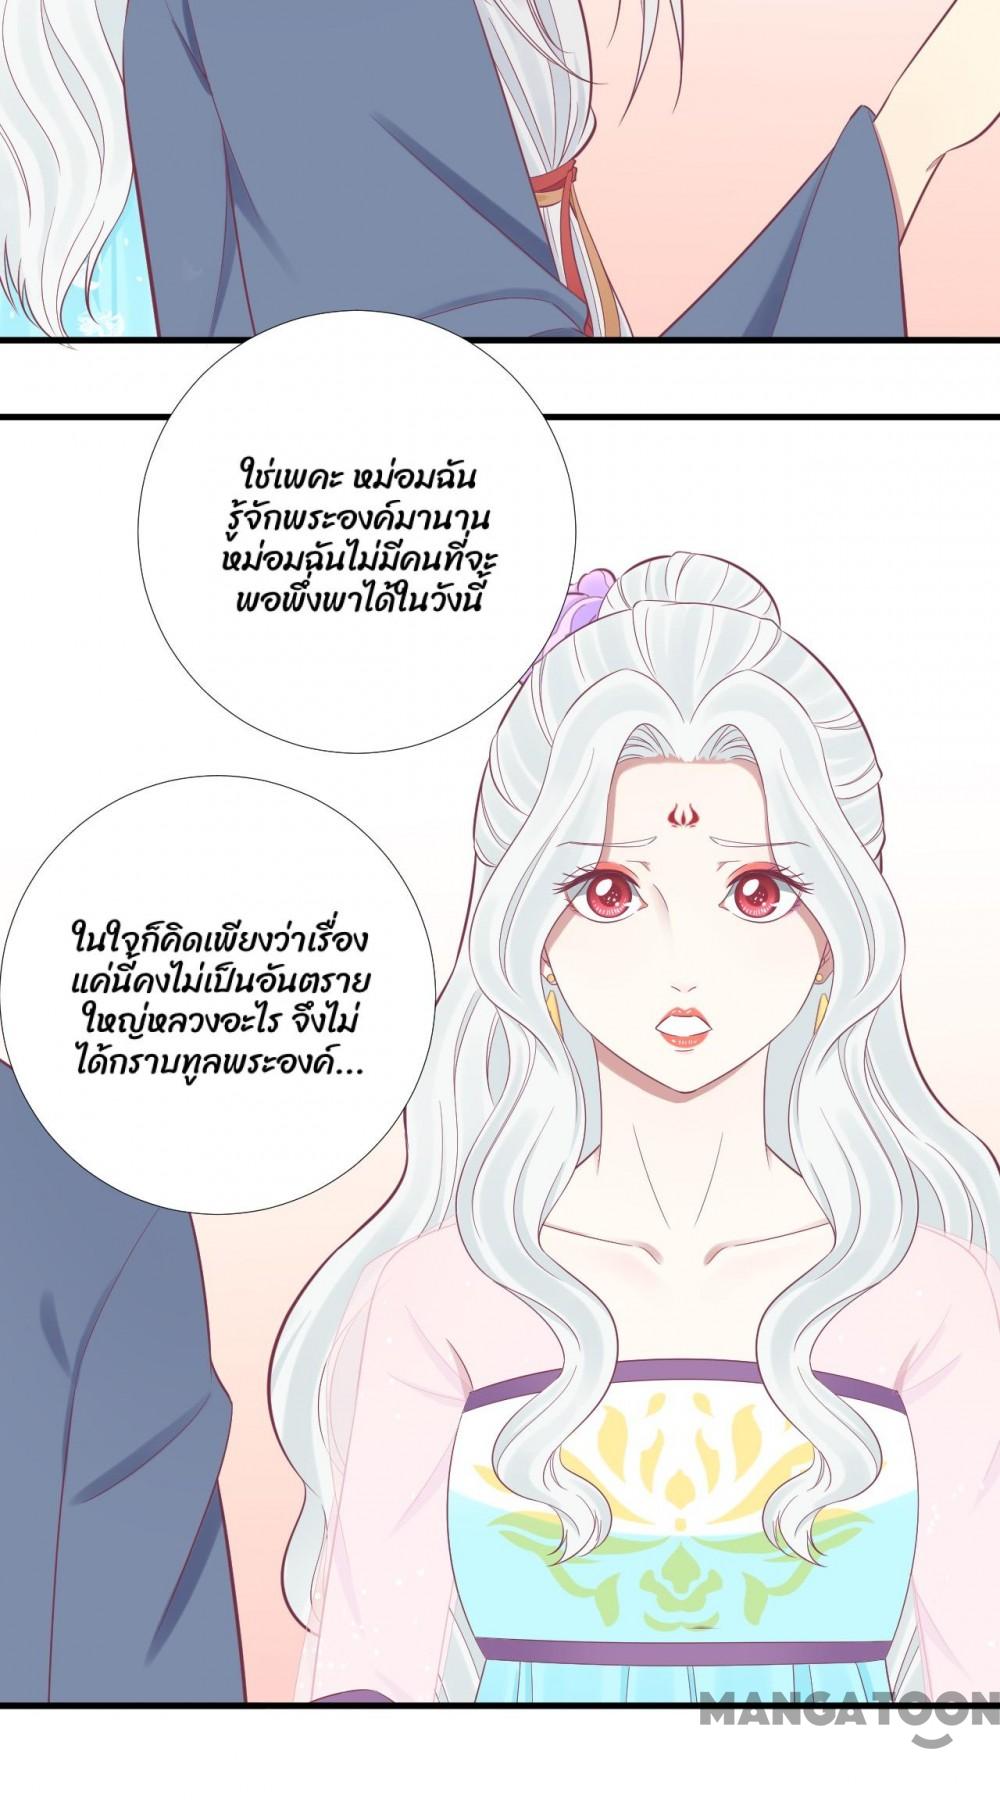 ใช่เพคะ หม่อมฉัน
รู้จักพระองค์มานาน
หม่อมฉันไม่มีคนที่จะ
พอพึ่งพาได้ในวังนี้
ในใจก็คิดเพียงว่าเรื่อง
แค่นี้คงไม่เป็นอันตราย
ใหญ่หลวงอะไร จึงไม่
ได้กราบทูลพระองค์...
MANGATOON